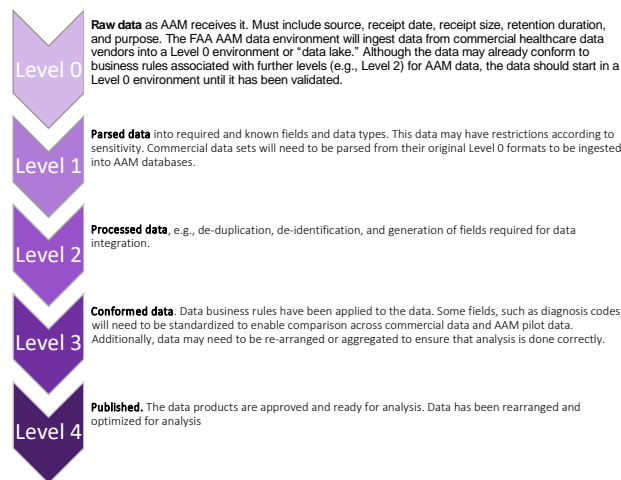 Level 0
Raw data as AAM receives it. Must include source, receipt date, receipt size, retention duration,
and purpose. The FAA AAM data environment will ingest data from commercial healthcare data
vendors into a Level 0 environment or “data lake.” Although the data may already conform to
business rules associated with further levels (e.g., Level 2) for AAM data, the data should start in a
Level 0 environment until it has been validated.
Level 1
Parsed data into required and known fields and data types. This data may have restrictions according to
sensitivity. Commercial data sets will need to be parsed from their original Level 0 formats to be ingested
into AAM databases.
Level 2
Processed data, e.g., de-duplication, de-identification, and generation of fields required for data
integration.
Level 3
Conformed data. Data business rules have been applied to the data. Some fields, such as diagnosis codes
will need to be standardized to enable comparison across commercial data and AAM pilot data.
Additionally, data may need to be re-arranged or aggregated to ensure that analysis is done correctly.
Level 4
Published. The data products are approved and ready for analysis. Data has been rearranged and
optimized for analysis